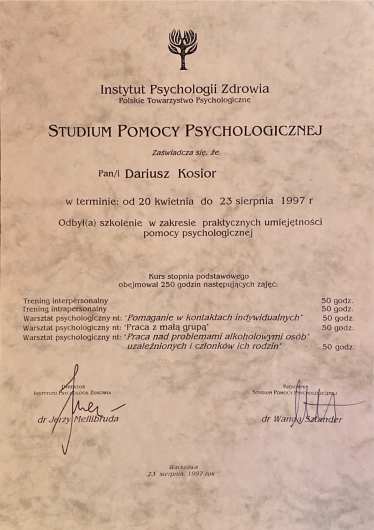 Instytut Psychologii Zdrowia
Polskie Towarzystwo Psychologiczne
STUDIUM POMOCY PSYCHOLOGICZNEJ
Zaświadcza się, że
Pan/i Dariusz Kosior
w terminie: od 20 kwietnia do 23 sierpnia 1997 r
Odbył(a) szkolenie w zakresie praktycznych umiejętności
pomocy psychologicznej
Kurs stopnia podstawowego
obejmował 250 godzin następujących zajęć:
Trening interpersonalny 50 godz.
Trening intrapersonalny 50 godz.
Warsztat psychologiczny nt: "Pomaganie w kontaktach indywidualnych" 50 godz.
Warsztat psychologiczny nt: "Praca z małą grupą" 50 godz.
Warsztat psychologiczny nt: "Praca nad problemami alkoholowymi osób
uzależnionych i członków ich rodzin" 50 godz.
DYREKTOR
INSTYTUTU PSYCHOLOGII ZDROWIA
dr Jerzy Mellibruda
KIEROWNIK
STUDIUM POMOCY PSYCHOLOGICZNEJ
dr Wanda Sztander
Warszawa
23 sierpnia, 1997 rok